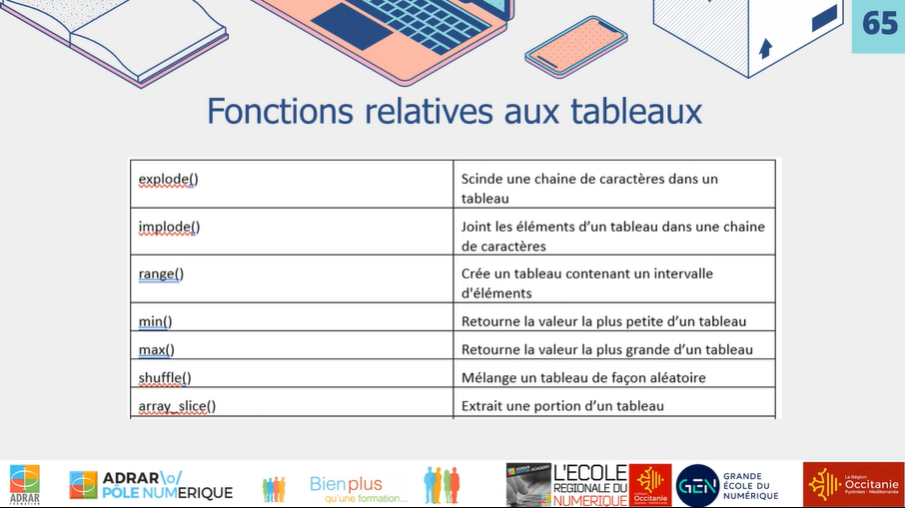 65
Fonctions relatives aux tableaux
explode()
Scinde une chaine de caractères dans un
tableau
implode()
Joint les éléments d'un tableau dans une chaine
de caractères
range()
Crée un tableau contenant un intervalle
d'éléments
min()
Retourne la valeur la plus petite d'un tableau
max()
Retourne la valeur la plus grande d'un tableau
shuffle()
Mélange un tableau de façon aléatoire
array_slice()
Extrait une portion d'un tableau
ADRAR
FORMATION
ADRAR\o/
PÔLE NUMERIQUE
Bien plus
qu'une formation...
L'ECOLE
REGIONALE DU
NUMERIQUE
Occitanie
GEN
GRANDE
ÉCOLE DU
NUMÉRIQUE
La Région
Occitanie
Pyrénées - Méditerranée